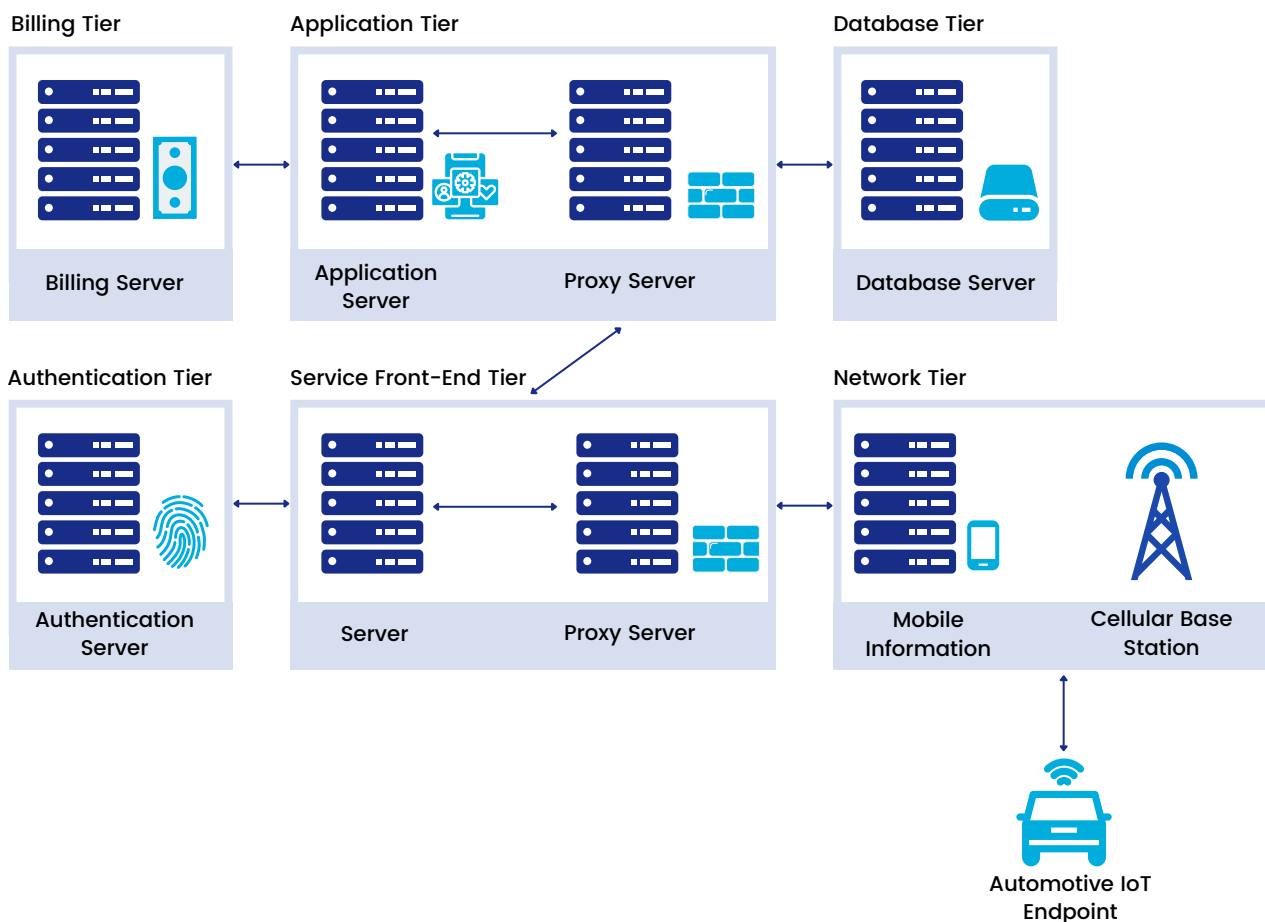 Billing Tier
Application Tier
Database Tier
Billing Server
Application
Server
Proxy Server
Database Server
Authentication Tier
Service Front-End Tier
Network Tier
Authentication
Server
Server
Proxy Server
Mobile
Information
Cellular Base
Station
Automotive IoT
Endpoint